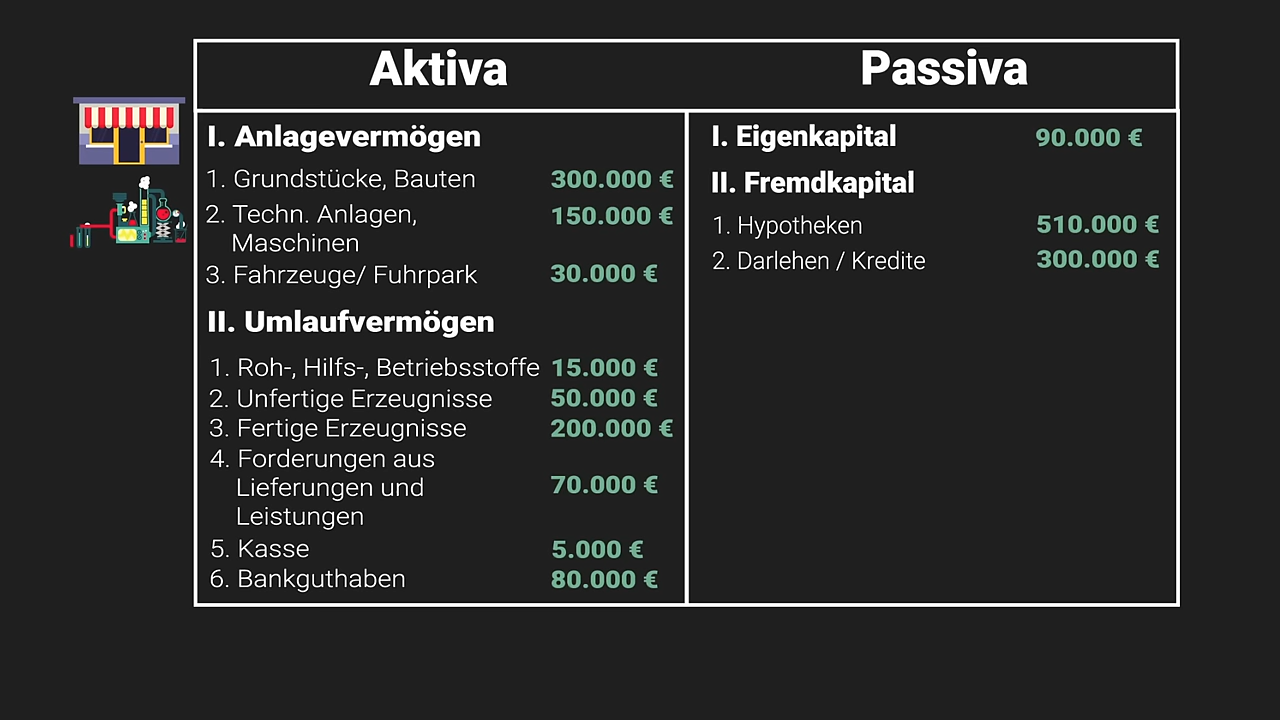 Aktiva
Passiva
I. Anlagevermögen
1. Grundstücke, Bauten 300.000 €
2. Techn. Anlagen, 150.000 €
Maschinen
3. Fahrzeuge/ Fuhrpark 30.000 €
II. Umlaufvermögen
1. Roh-, Hilfs-, Betriebsstoffe 15.000 €
2. Unfertige Erzeugnisse 50.000 €
3. Fertige Erzeugnisse 200.000 €
4. Forderungen aus
Lieferungen und 70.000 €
Leistungen
5. Kasse 5.000 €
6. Bankguthaben 80.000 €
I. Eigenkapital 90.000 €
II. Fremdkapital
1. Hypotheken 510.000 €
2. Darlehen / Kredite 300.000 €